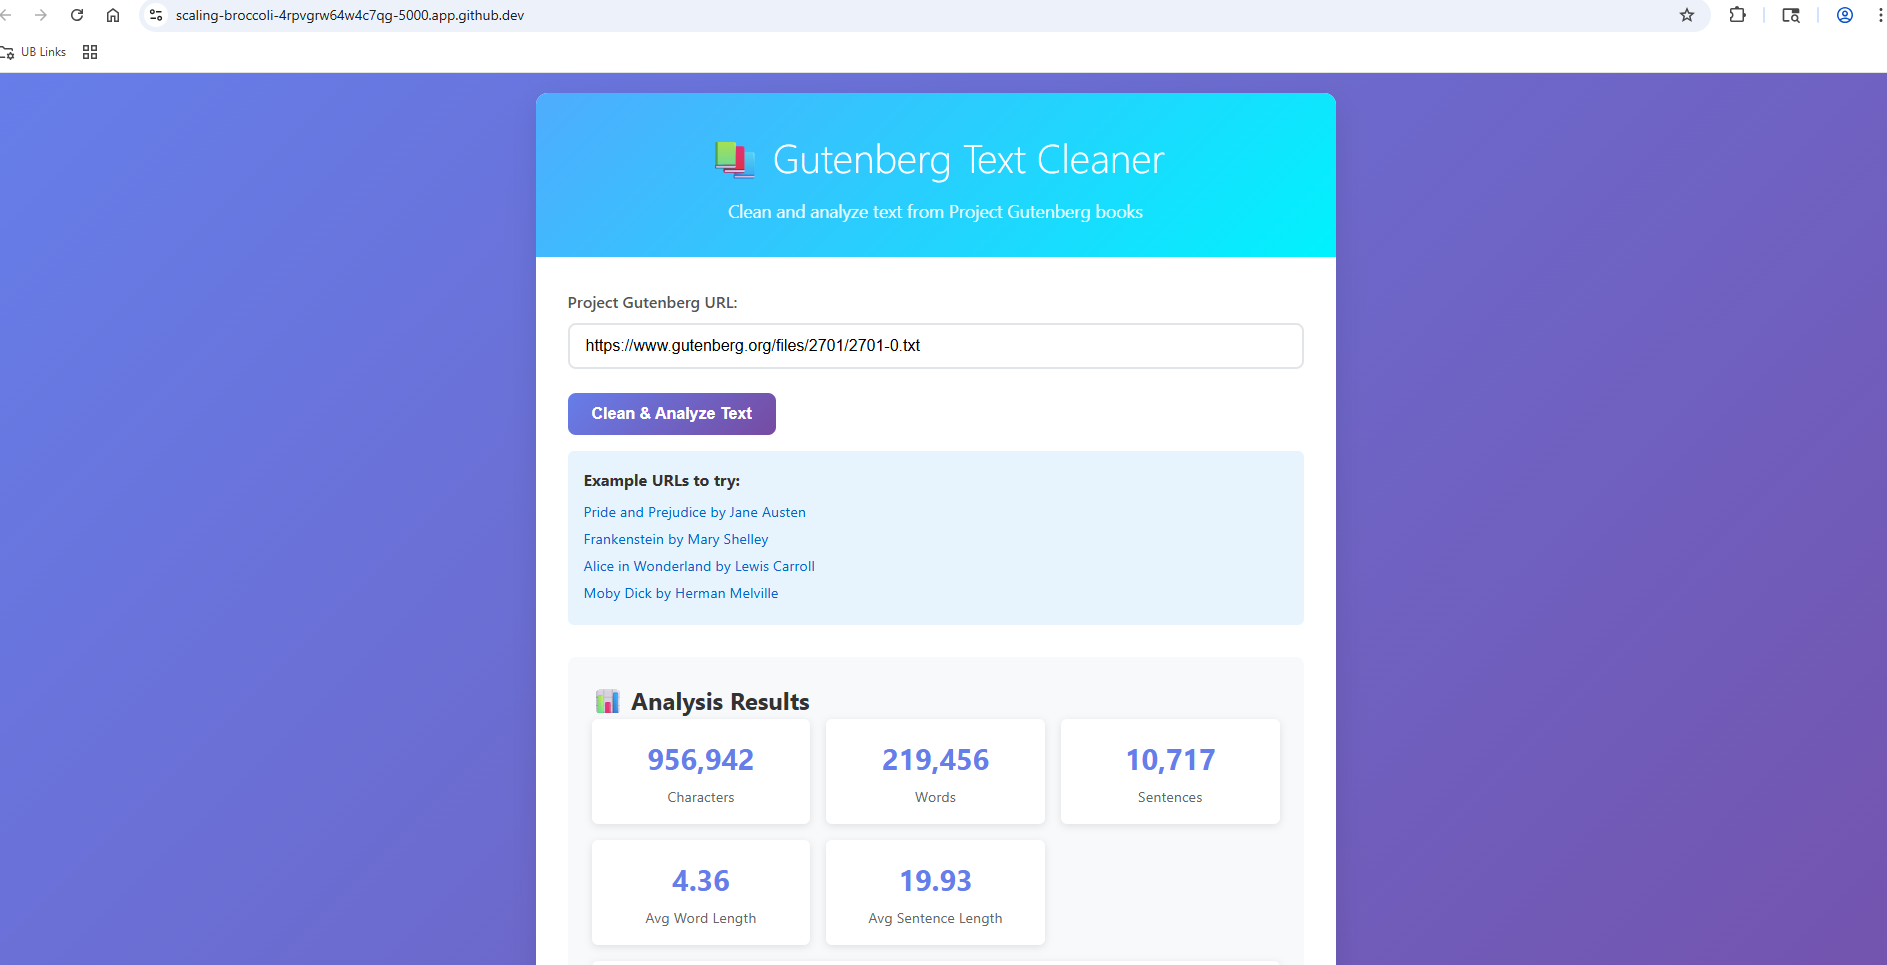 scaling-broccoli-4rpvgrw64w4c7qg-5000.app.github.dev
UB Links
Gutenberg Text Cleaner
Clean and analyze text from Project Gutenberg books
Project Gutenberg URL:
https://www.gutenberg.org/files/2701/2701-0.txt
Clean & Analyze Text
Example URLs to try:
Pride and Prejudice by Jane Austen
Frankenstein by Mary Shelley
Alice in Wonderland by Lewis Carroll
Moby Dick by Herman Melville
Analysis Results
956,942 219,456 10,717
Characters Words Sentences
4.36 19.93
Avg Word Length Avg Sentence Length